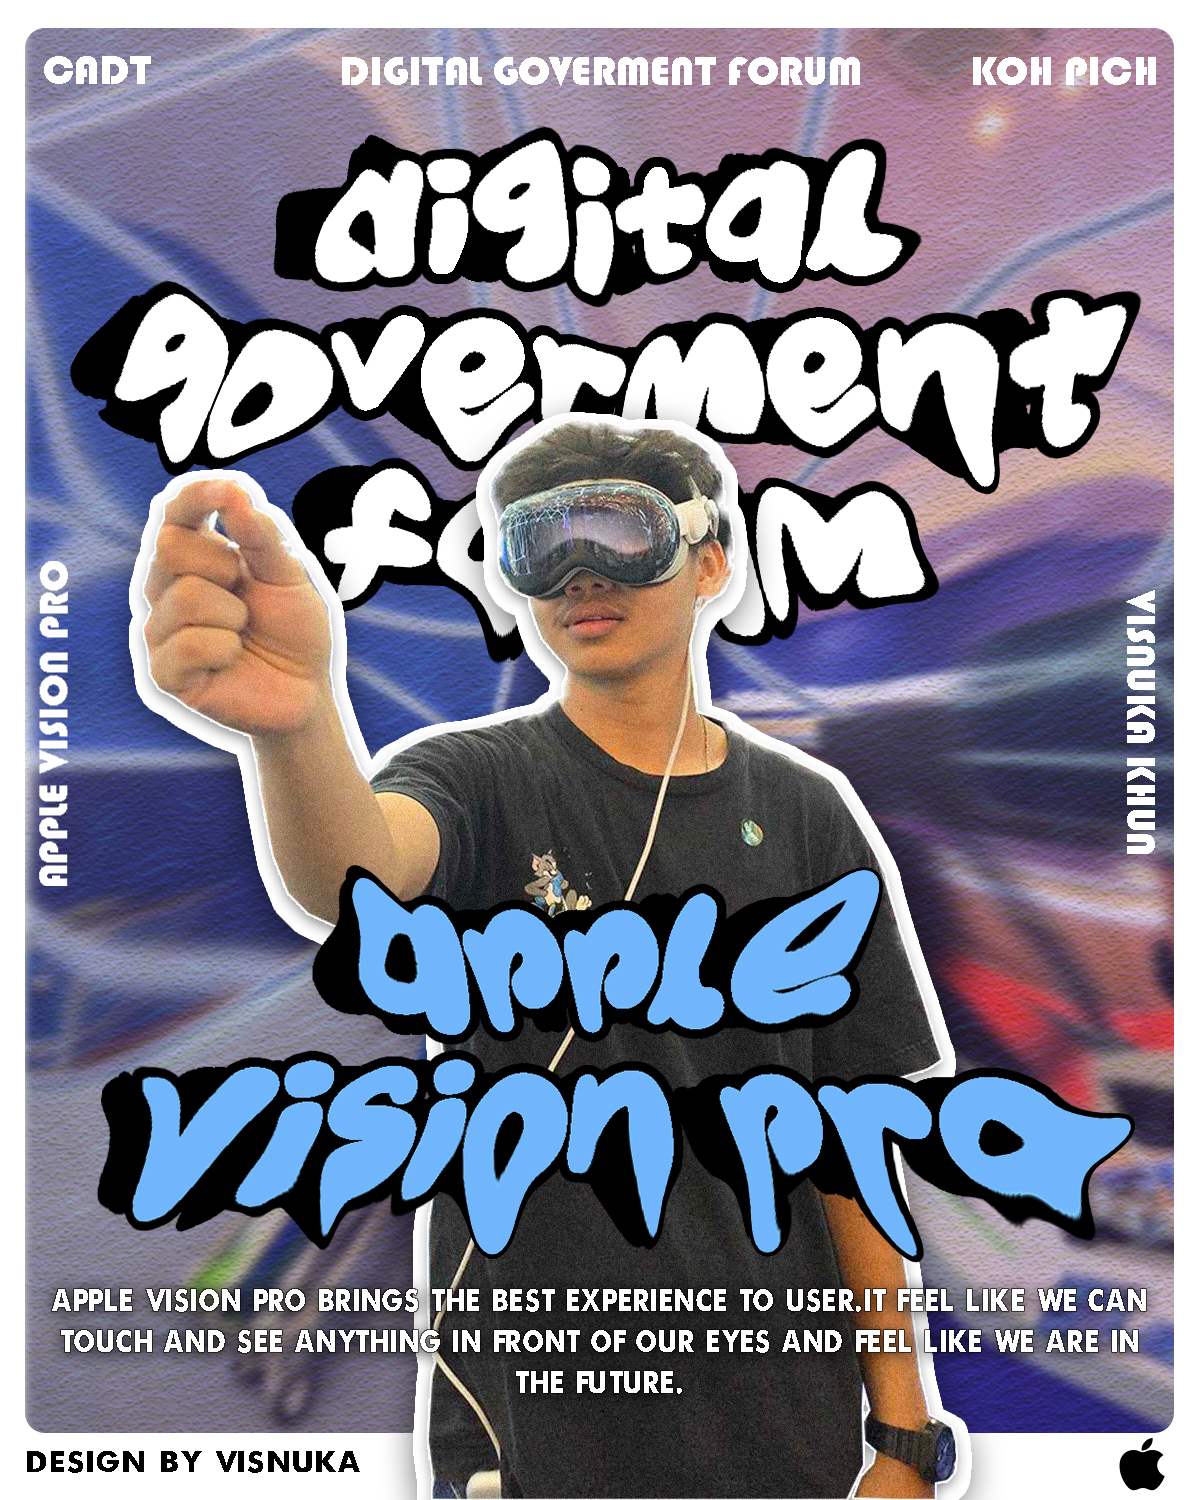 CADT
DIGITAL GOVERMENT FORUM
KOH PICH
digital
goverment
APPLE VISION PRO
VISNUKA KHUN
apple
vision pro
APPLE VISION PRO BRINGS THE BEST EXPERIENCE TO USER.IT FEEL LIKE WE CAN
TOUCH AND SEE ANYTHING IN FRONT OF OUR EYES AND FEEL LIKE WE ARE IN
THE FUTURE.
DESIGN BY VISNUKA